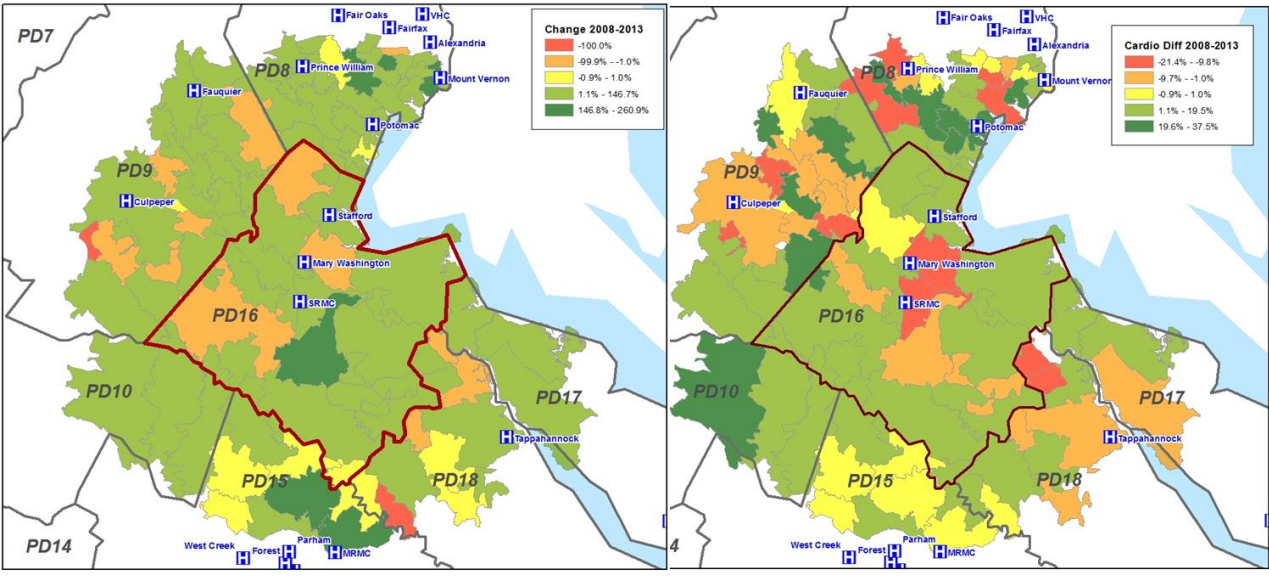 PD7
Fair Oaks
VHC
Fairfax
Alexandria
PD8
Prince William
Mount Vernon
Fauquier
Potomac
PD9
Culpeper
Stafford
Mary Washington
SRMC
PD16
PD10
PD17
Tappahannock
PD15
PD18
PD14
West Creek
Forest
Parham
MRMC
Change 2008-2013
-100.0%
-99.9% - -1.0%
-0.9% - 1.0%
1.1% - 146.7%
146.8% - 260.9%
Fair Oaks
VHC
Fairfax
Alexandria
PD8
Prince William
Mount Vernon
Fauquier
Potomac
PD9
Culpeper
Stafford
Mary Washington
SRMC
PD16
PD10
PD17
Tappahannock
PD15
PD18
4
West Creek
Forest
Parham
MRMC
Cardio Diff 2008-2013
-21.4% - -9.8%
-9.7% - -1.0%
-0.9% - 1.0%
1.1% - 19.5%
19.6% - 37.5%